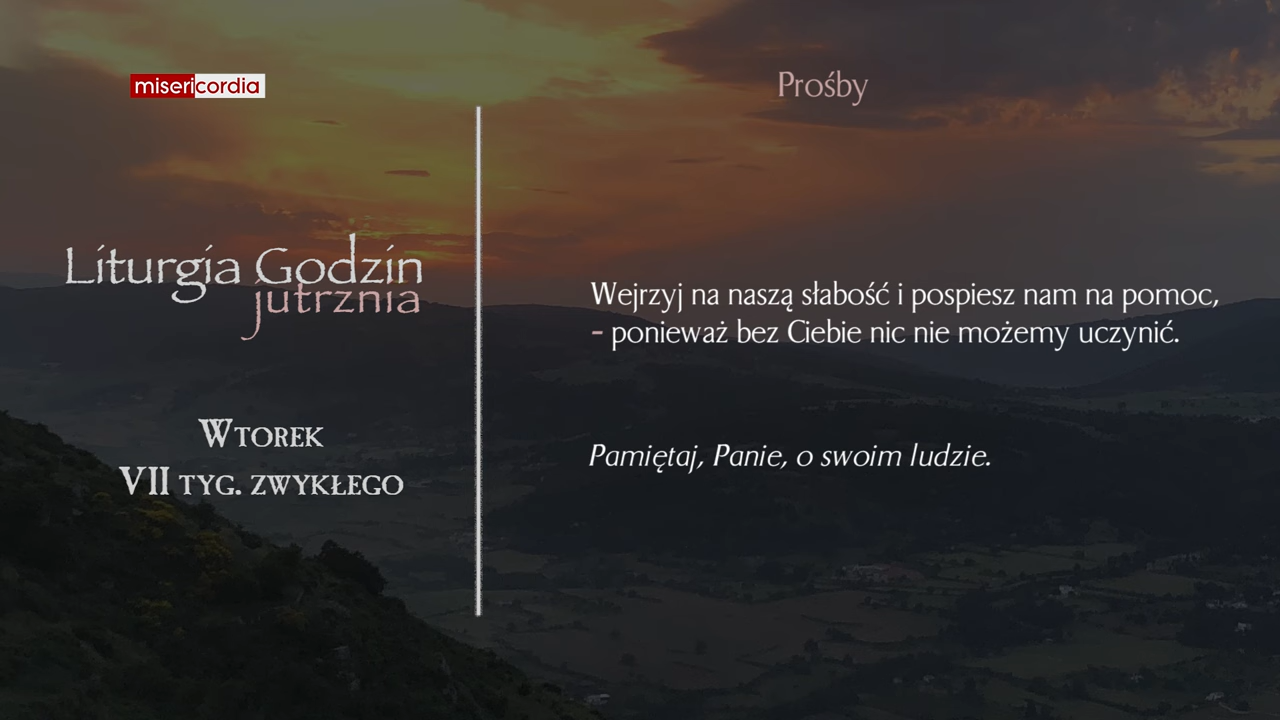 misericordia
Liturgia Godzin
jutrznia
Wtorek
VII tyg. zwykłego
Prośby
Wejrzyj na naszą słabość i pospiesz nam na pomoc,
– ponieważ bez Ciebie nic nie możemy uczynić.
Pamiętaj, Panie, o swoim ludzie.